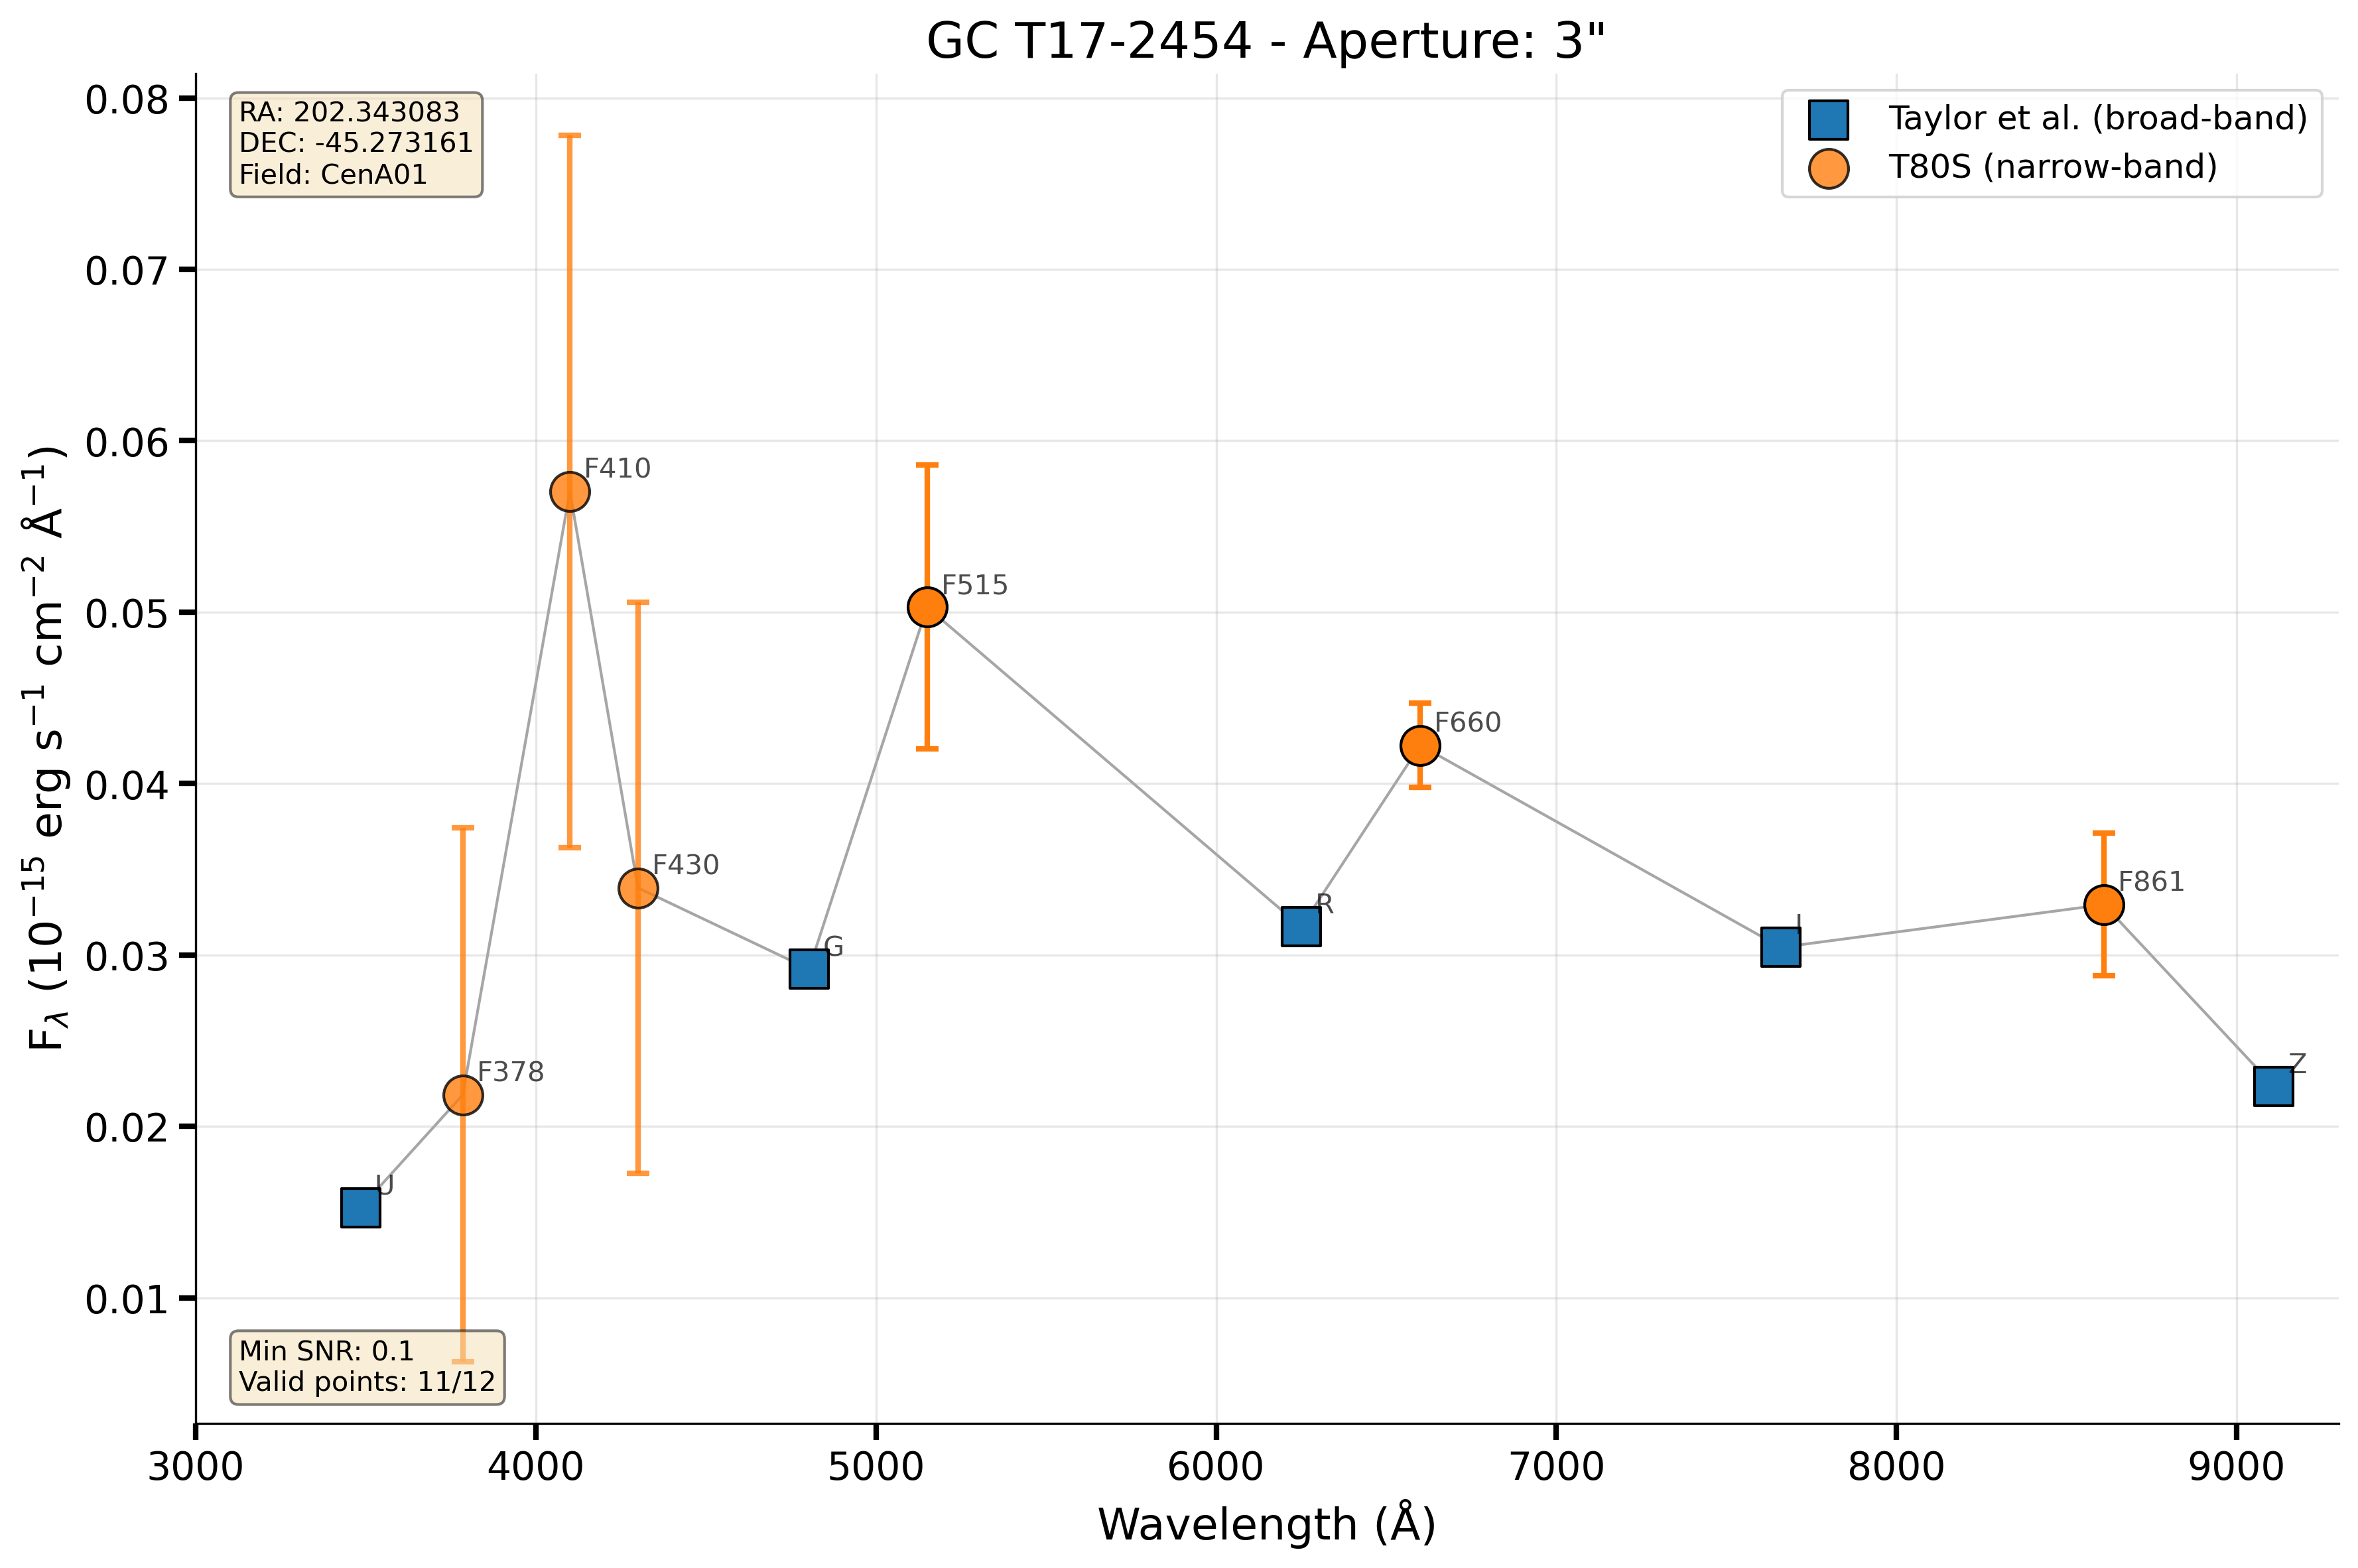 GC T17-2454 - Aperture: 3"
RA: 202.343083
DEC: -45.273161
Field: CenA01
Taylor et al. (broad-band)
T80S (narrow-band)
0.08
0.07
0.06
0.05
0.04
0.03
0.02
0.01
F_λ (10⁻¹⁵ erg s⁻¹ cm⁻² Å⁻¹)
U
F378
F410
F430
G
F515
R
F660
I
F861
Z
Min SNR: 0.1
Valid points: 11/12
3000 4000 5000 6000 7000 8000 9000
Wavelength (Å)